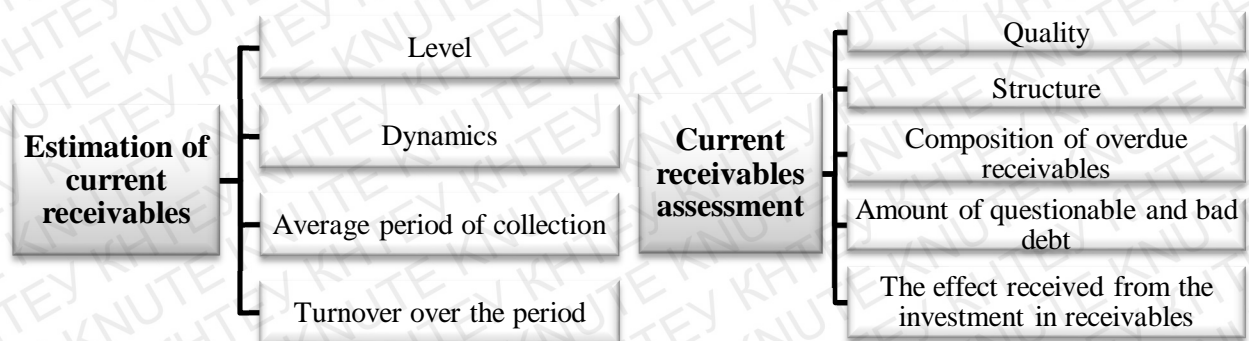 Estimation of
current
receivables
Level
Dynamics
Average period of collection
Turnover over the period
Current
receivables
assessment
Quality
Structure
Composition of overdue
receivables
Amount of questionable and bad
debt
The effect received from the
investment in receivables